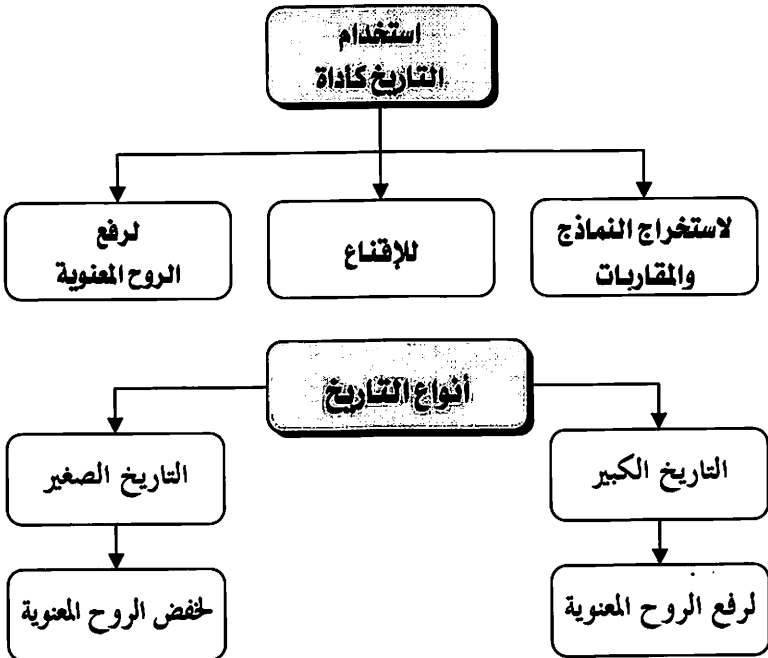 استخدام
التاريخ كأداة
لاستخراج النماذج
والمقاربات
للإقناع
لرفع
الروح المعنوية
أنواع التاريخ
التاريخ الكبير
التاريخ الصغير
لرفع الروح المعنوية
لخفض الروح المعنوية